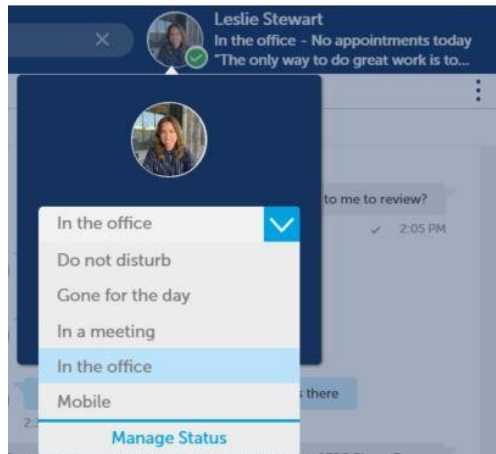 Leslie Stewart
In the office - No appointments today
"The only way to do great work is to...
to me to review?
2:05 PM
In the office
Do not disturb
Gone for the day
In a meeting
In the office
Mobile
there
Manage Status